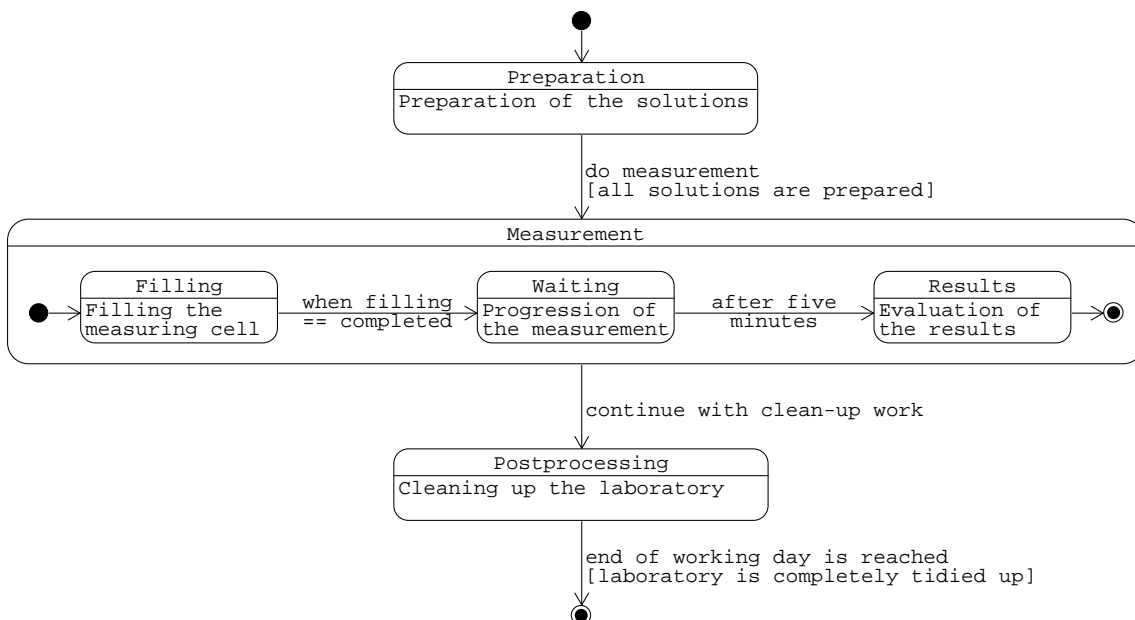 Preparation
Preparation of the solutions
do measurement
[all solutions are prepared]
Measurement
Filling
Filling the
measuring cell
when filling
== completed
Waiting
Progression of
the measurement
after five
minutes
Results
Evaluation of
the results
continue with clean-up work
Postprocessing
Cleaning up the laboratory
end of working day is reached
[laboratory is completely tidied up]